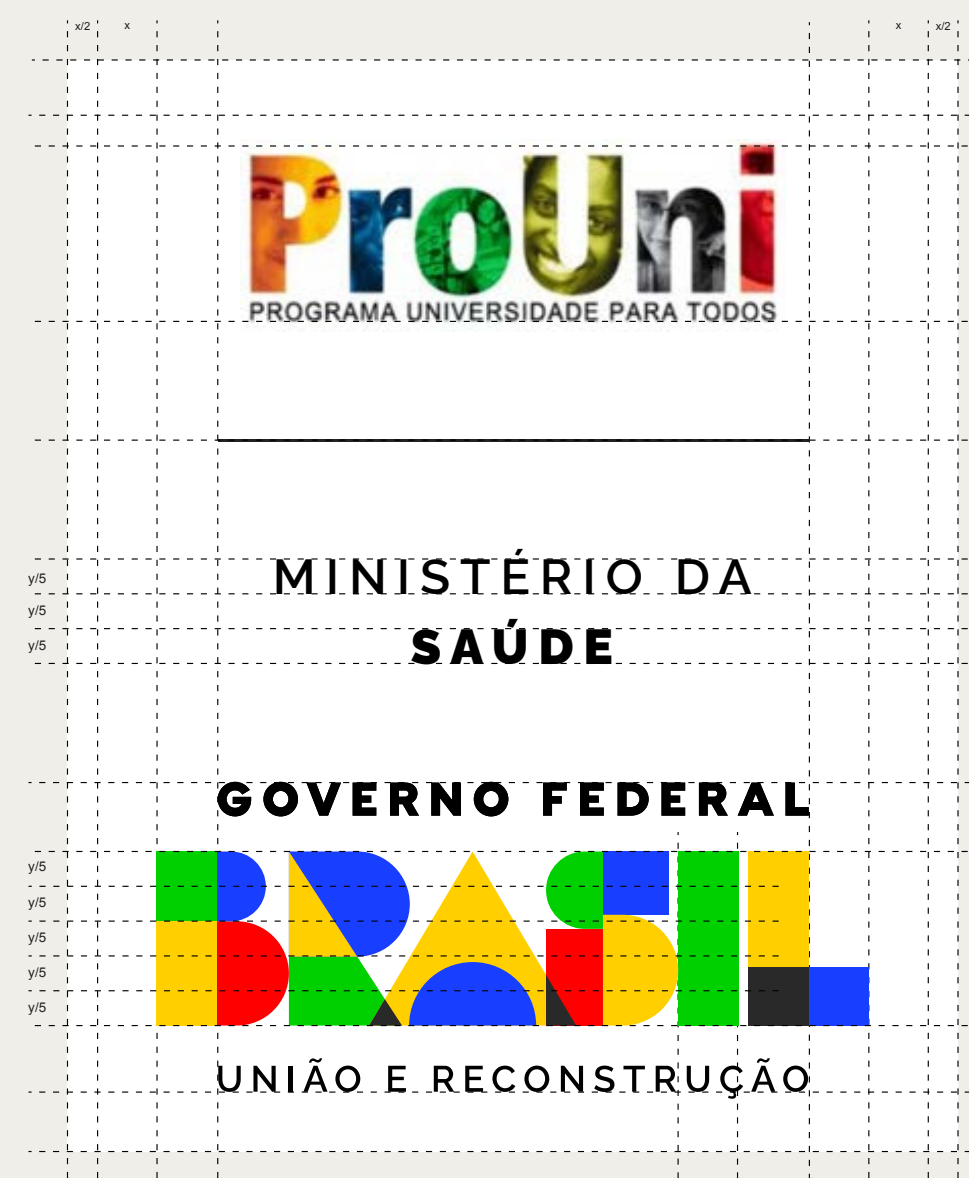 x/2 x x x/2
ProUni
PROGRAMA UNIVERSIDADE PARA TODOS
y/5
MINISTÉRIO DA
y/5
y/5
SAÚDE
GOVERNO FEDERAL
BRASIL
y/5
y/5
y/5
y/5
y/5
UNIÃO E RECONSTRUÇÃO